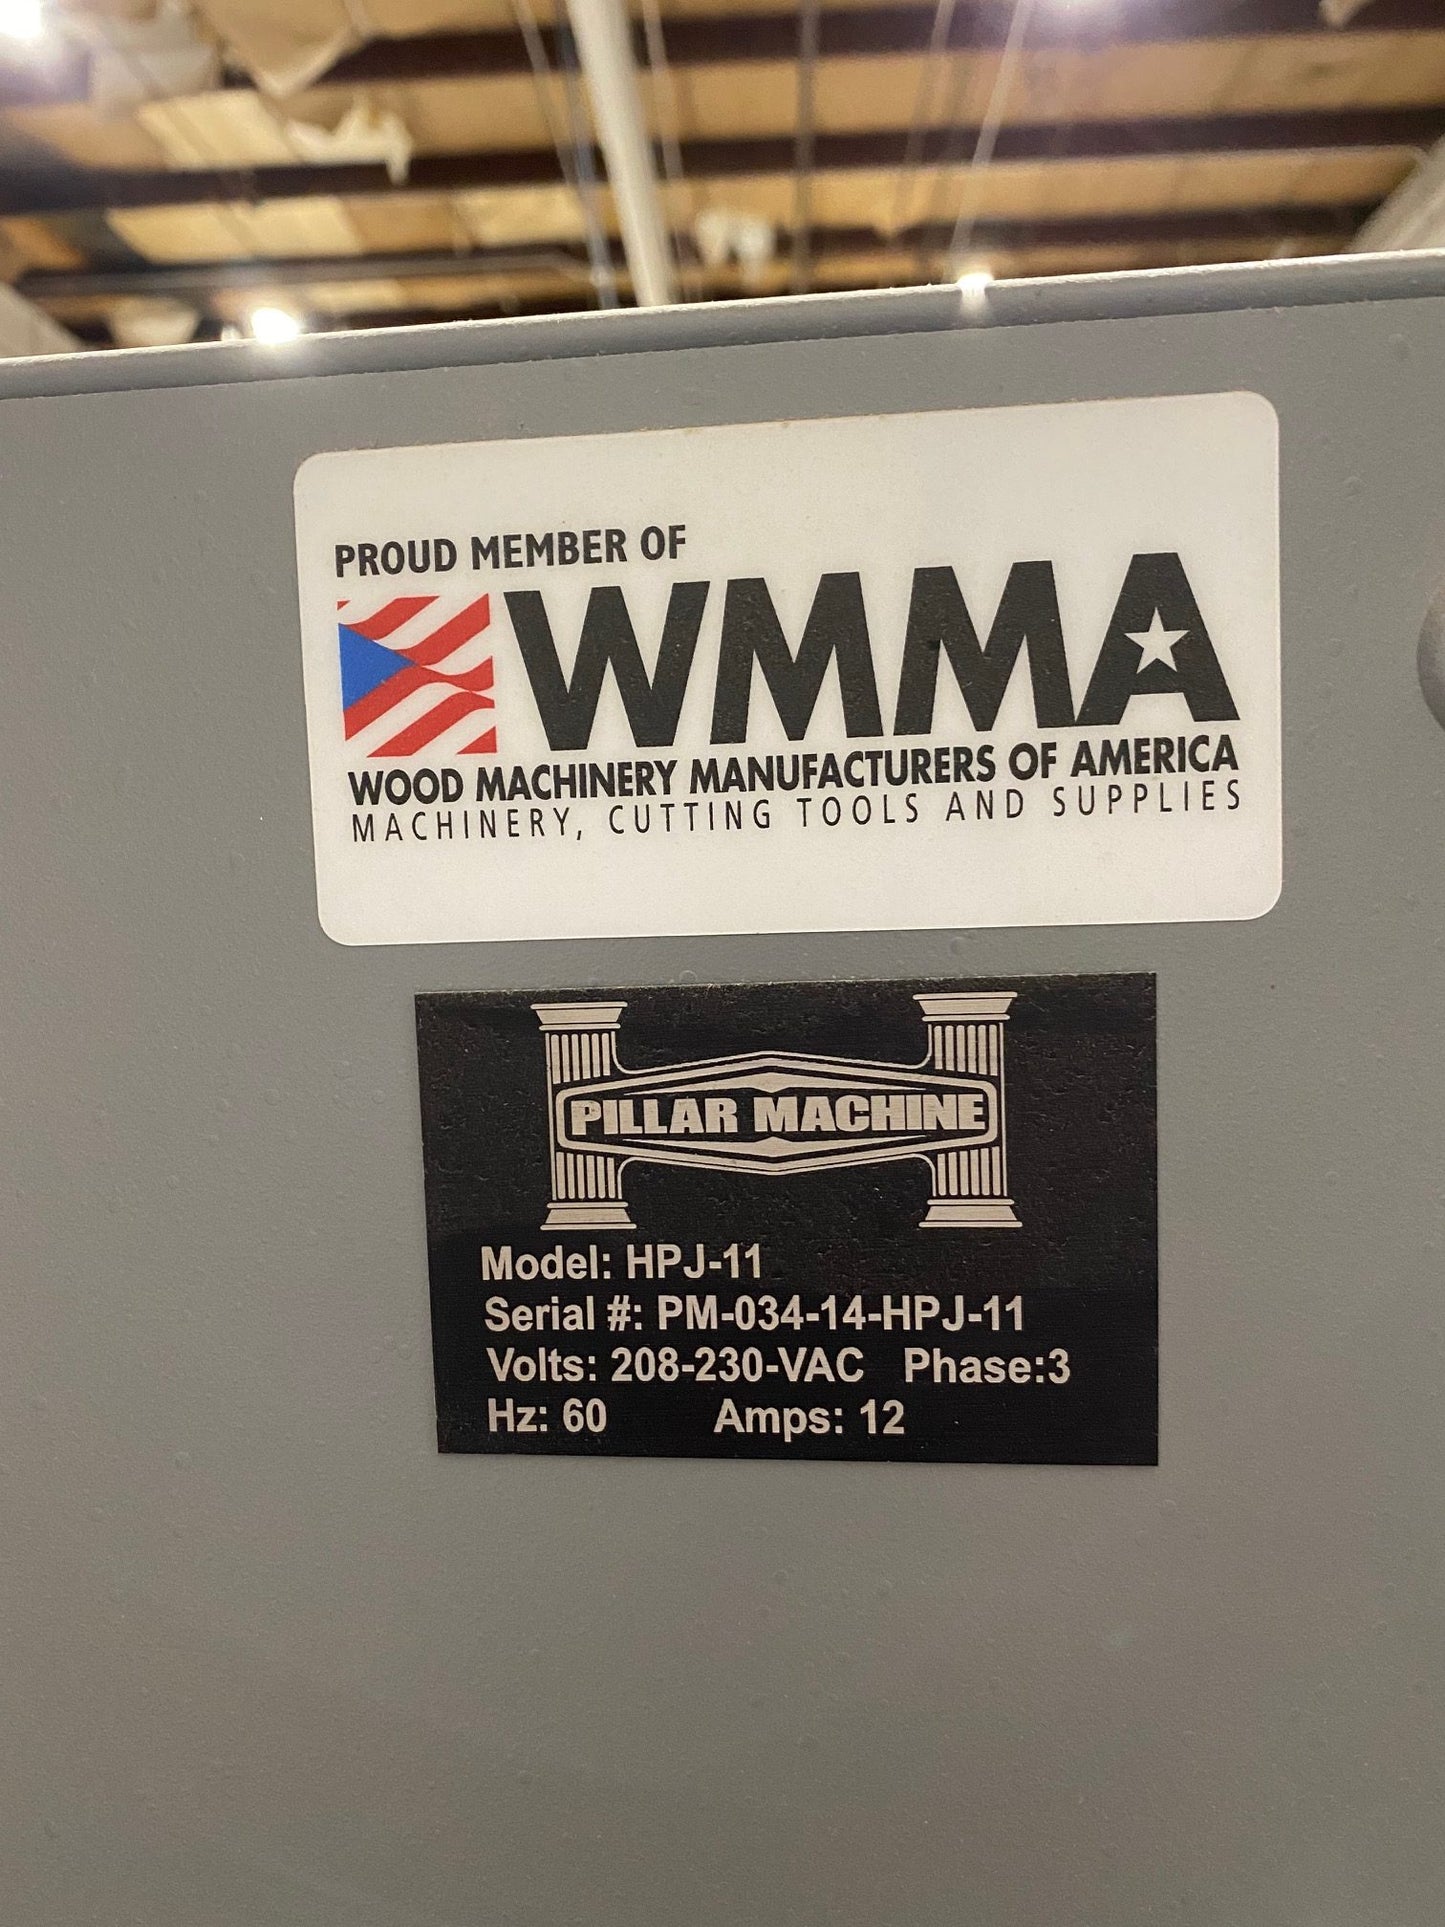 PROUD MEMBER OF
WMMA
WOOD MACHINERY MANUFACTURERS OF AMERICA
MACHINERY, CUTTING TOOLS AND SUPPLIES
PILLAR MACHINE
Model: HPJ-11
Serial #: PM-034-14-HPJ-11
Volts: 208-230-VAC Phase:3
Hz: 60 Amps: 12